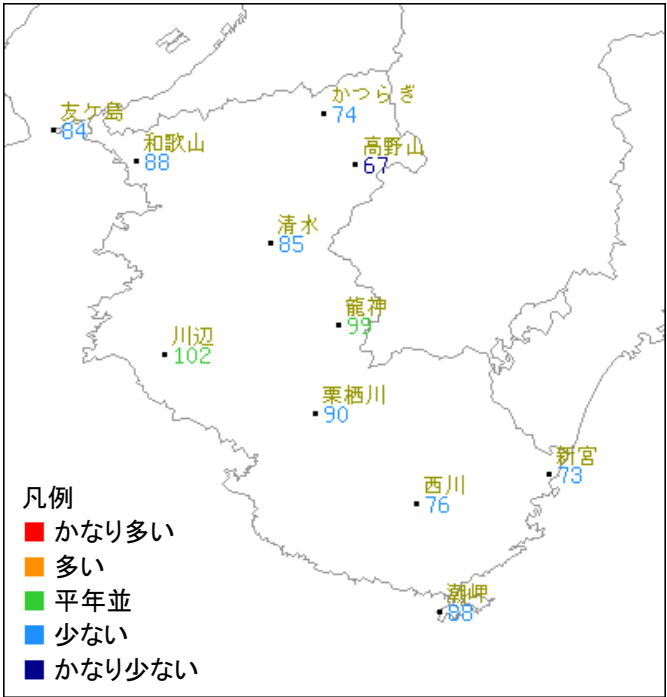 かつらぎ
74
友ケ島
84
和歌山
88
高野山
67
清水
85
龍神
99
川辺
102
栗栖川
90
新宮
73
西川
76
潮岬
88
凡例
かなり多い
多い
平年並
少ない
かなり少ない